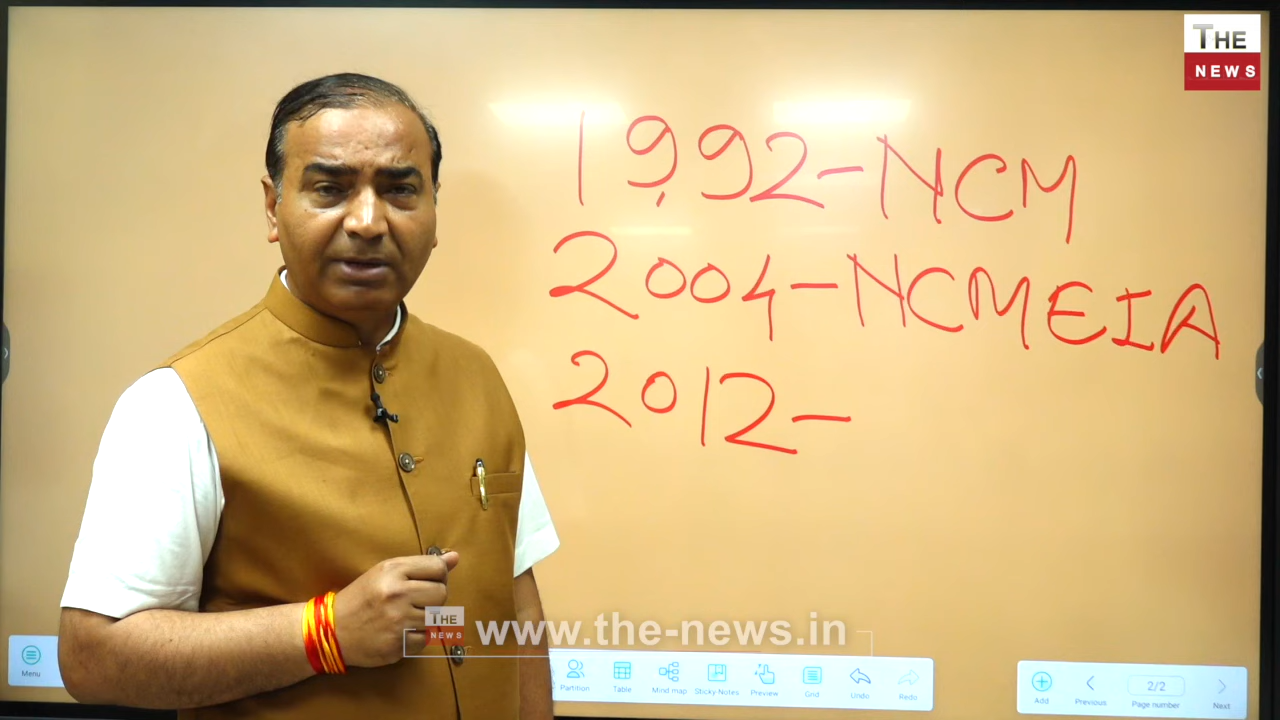 THE
NEWS
1992-NCM
2004-NCMEIA
2012-
THE
NEWS
www.the-news.in
Menu
Partition
Table
Mind map
Sticky-Notes
Preview
Grid
Undo
Redo
Add
Previous
2/2
Page number
Next